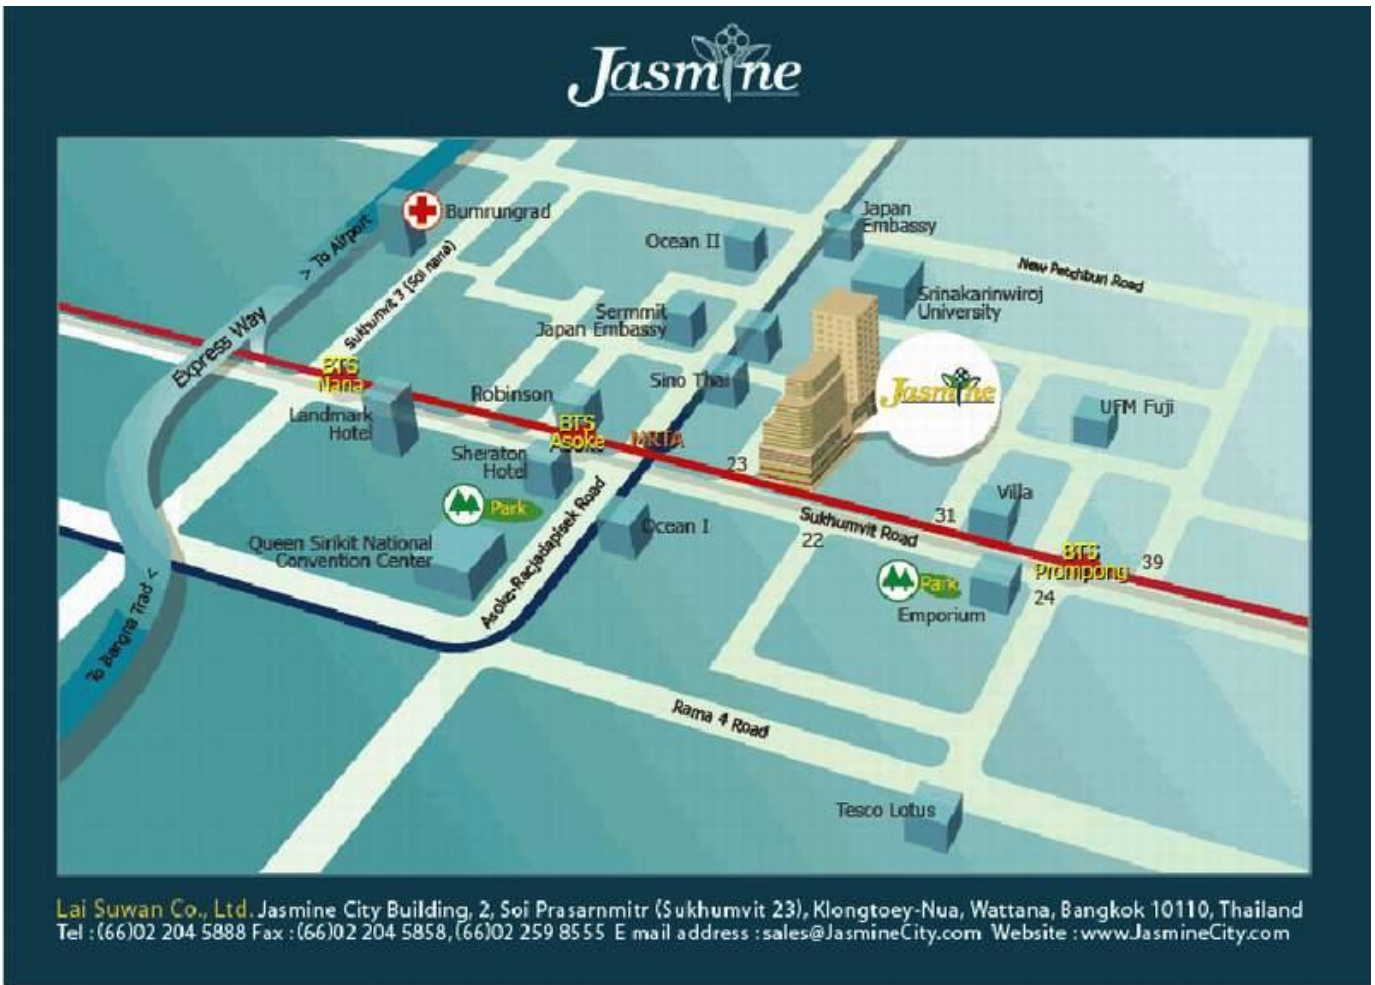 Jasmine
Bumrungrad
> To Airport
Japan
Embassy
Ocean II
Sukhumvit 3 (Soi nana)
New Petchburi Road
Srinakarinwiroj
University
Sermmit
Japan Embassy
Express Way
BTS
Nana
Sino Thai
Jasmine
Robinson
UFM Fuji
Landmark
Hotel
BTS
Asoke
MRTA
Sheraton
Hotel
23
Villa
Park
Asoke-Racjadapisek Road
Ocean I
Sukhumvit Road
31
22
Queen Sirikit National
Convention Center
BTS
Prompong
39
Park
24
Emporium
To Bangna Trad <
Rama 4 Road
Tesco Lotus
Lai Suwan Co., Ltd. Jasmine City Building, 2, Soi Prasarnmitr (Sukhumvit 23), Klongtoey-Nua, Wattana, Bangkok 10110, Thailand
Tel : (66)02 204 5888 Fax : (66)02 204 5858, (66)02 259 8555 E mail address : sales@JasmineCity.com Website : www.JasmineCity.com